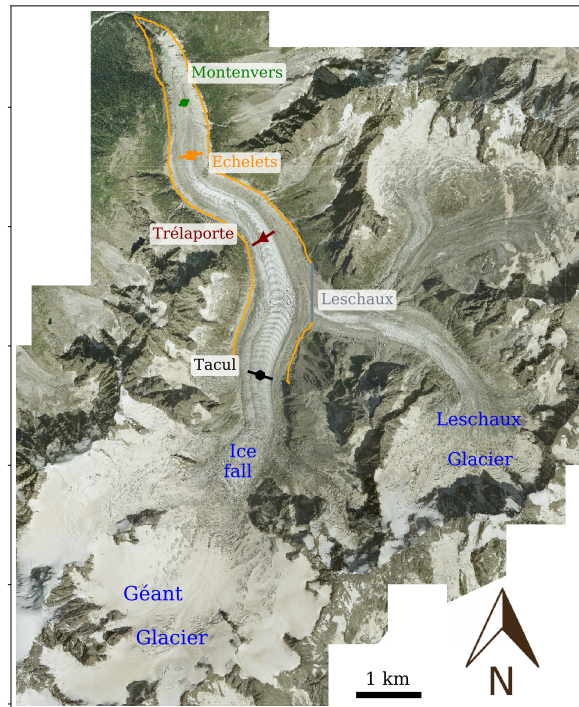 Montenvers
Echelets
Trélaporte
Leschaux
Tacul
Leschaux
Glacier
Ice
fall
Géant
Glacier
1 km
N